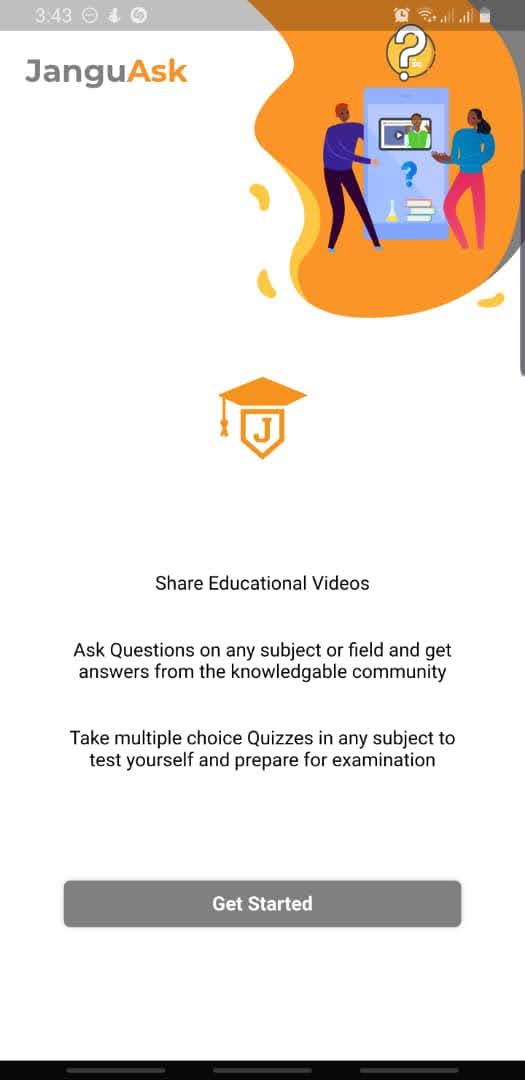 3:43
JanguAsk
?
?
J
Share Educational Videos
Ask Questions on any subject or field and get
answers from the knowledgable community
Take multiple choice Quizzes in any subject to
test yourself and prepare for examination
Get Started